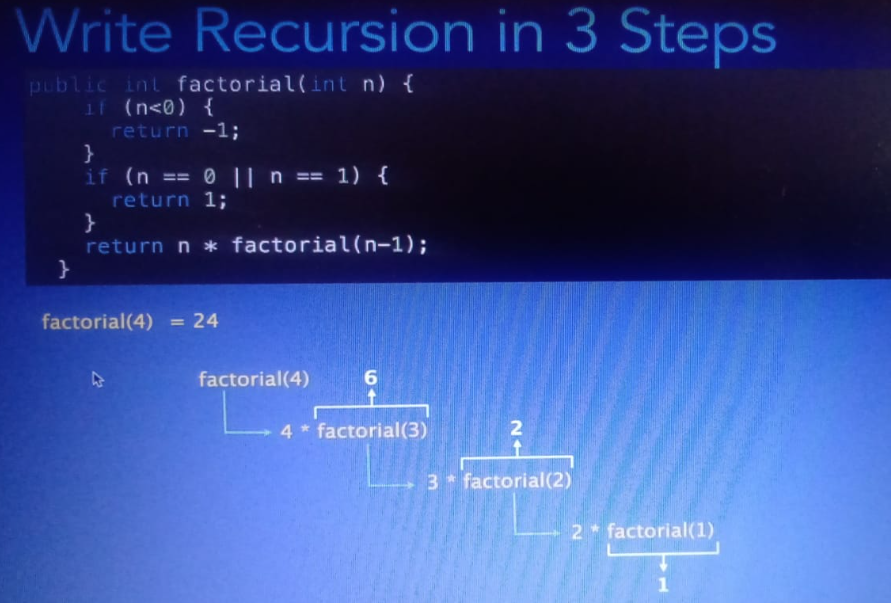 Write Recursion in 3 Steps
public int factorial(int n) {
if (n<0) {
return -1;
}
if (n == 0 || n == 1) {
return 1;
}
return n * factorial(n-1);
}
factorial(4) = 24
factorial(4) 6
4 * factorial(3) 2
3 * factorial(2)
2 * factorial(1)
1